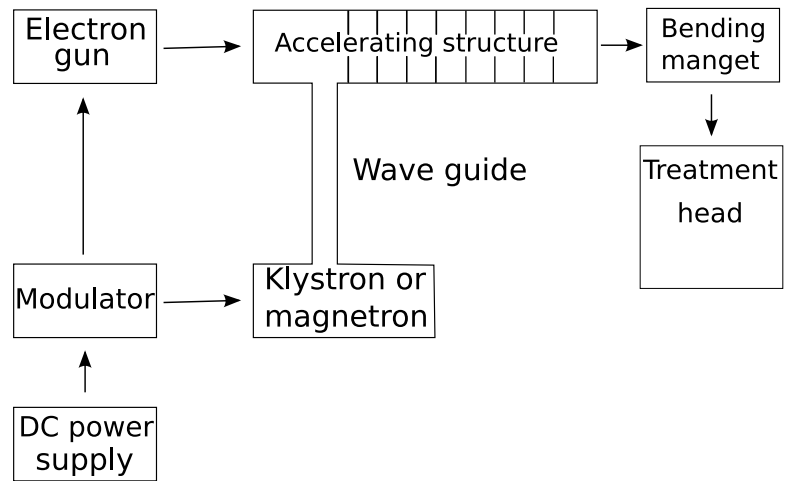 Electron
gun
Accelerating structure
Bending
manget
Wave guide
Treatment
head
Modulator
Klystron or
magnetron
DC power
supply